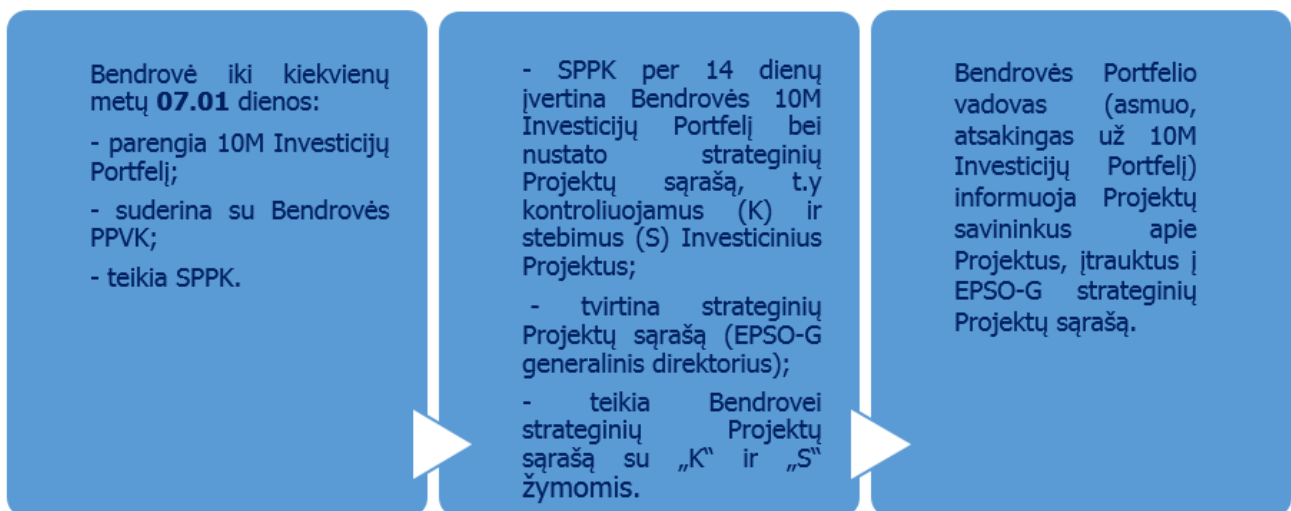 Bendrovė iki kiekvienų
metų 07.01 dienos:
- parengia 10M Investicijų
Portfelį;
- suderina su Bendrovės
PPVK;
- teikia SPPK.
- SPPK per 14 dienų
įvertina Bendrovės 10M
Investicijų Portfelį bei
nustato strateginių
Projektų sąrašą, t.y
kontroliuojamus (K) ir
stebimus (S) Investicinius
Projektus;
- tvirtina strateginių
Projektų sąrašą (EPSO-G
generalinis direktorius);
- teikia Bendrovei
strateginių Projektų
sąrašą su „K“ ir „S“
žymomis.
Bendrovės Portfelio
vadovas (asmuo,
atsakingas už 10M
Investicijų Portfelį)
informuoja Projektų
savininkus apie
Projektus, įtrauktus į
EPSO-G strateginių
Projektų sąrašą.